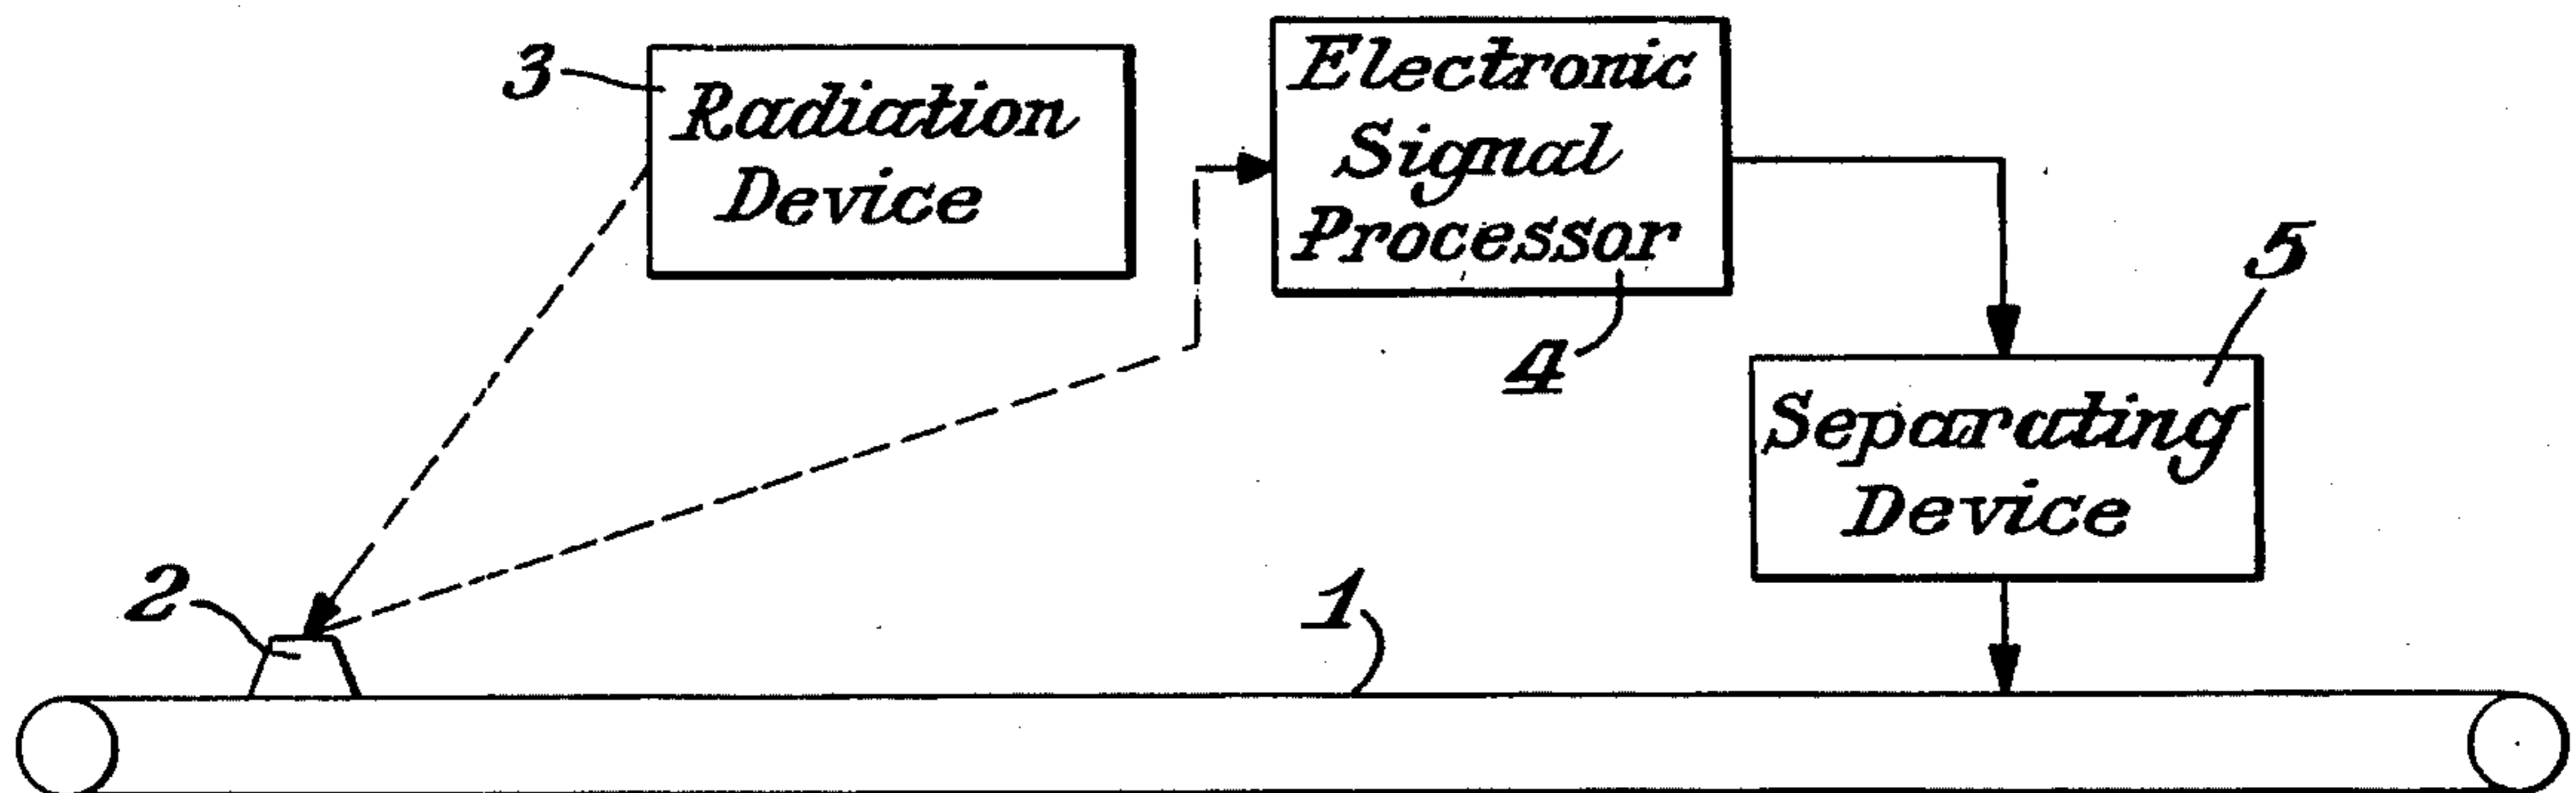 3
Radiation
Device
Electronic
Signal
Processor
4
5
Separating
Device
2
1